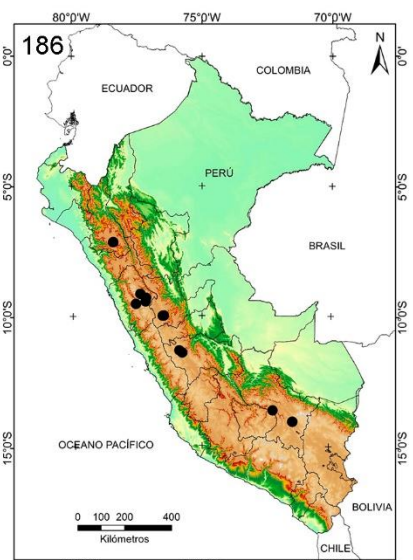 80°0'W 75°0'W 70°0'W
186
N
0°0' 0°0'
COLOMBIA
ECUADOR
PERÚ
5°0'S 5°0'S
BRASIL
10°0'S 10°0'S
15°0'S 15°0'S
OCEANO PACÍFICO
BOLIVIA
0 100 200 400
Kilómetros
CHILE